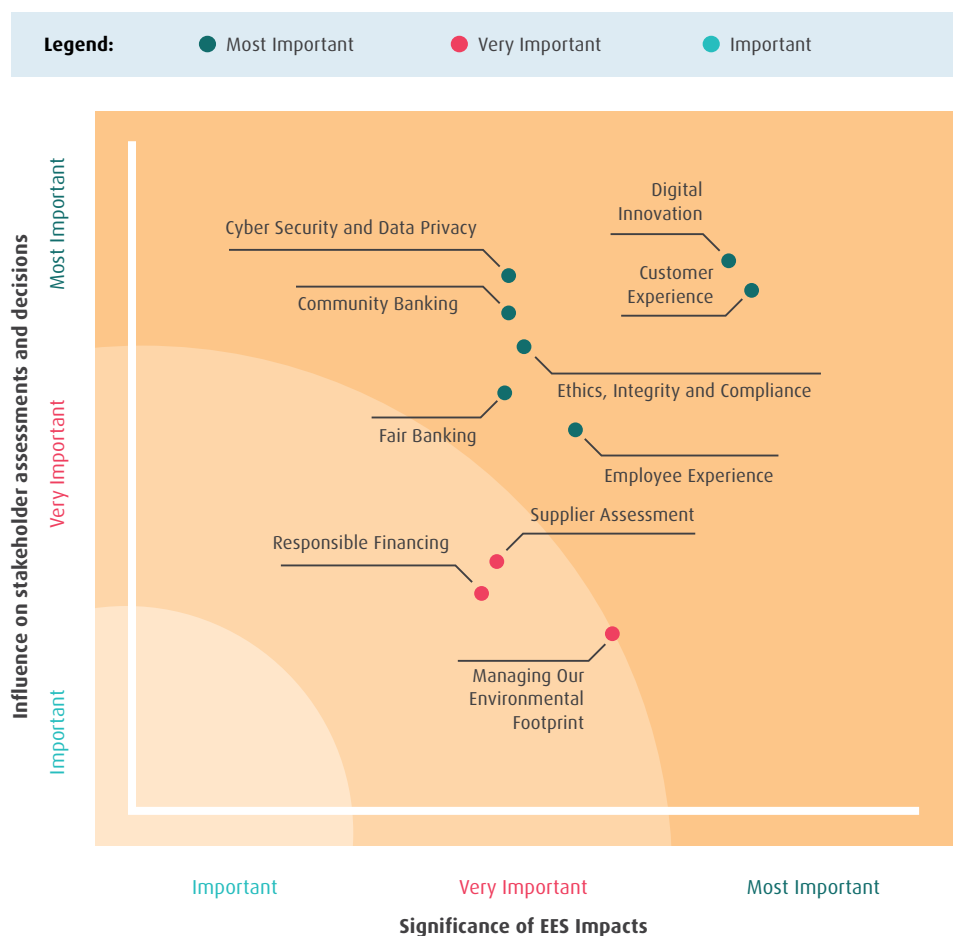 Legend:
Most Important
Very Important
Important
Influence on stakeholder assessments and decisions
Most Important
Very Important
Important
Digital
Innovation
Cyber Security and Data Privacy
Customer
Experience
Community Banking
Ethics, Integrity and Compliance
Fair Banking
Employee Experience
Supplier Assessment
Responsible Financing
Managing Our
Environmental
Footprint
Important
Very Important
Most Important
Significance of EES Impacts